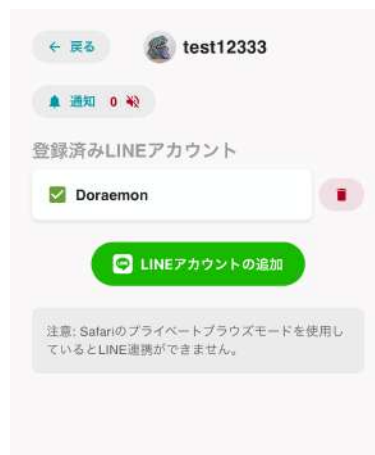 ← 戻る
test12333
通知 0
登録済みLINEアカウント
Doraemon
LINE LINEアカウントの追加
注意: Safariのプライベートブラウズモードを使用し
ているとLINE連携ができません。